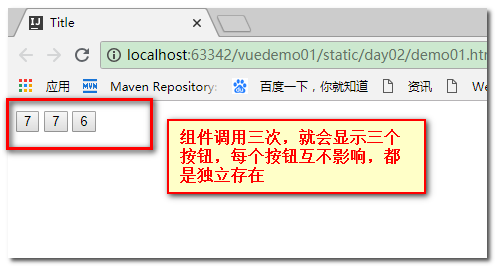 Title
localhost:63342/vuedemo01/static/day02/demo01.htm
应用 Maven Repository: 百度一下，你就知道 资讯 We
7 7 6
组件调用三次，就会显示三个
按钮，每个按钮互不影响，都
是独立存在